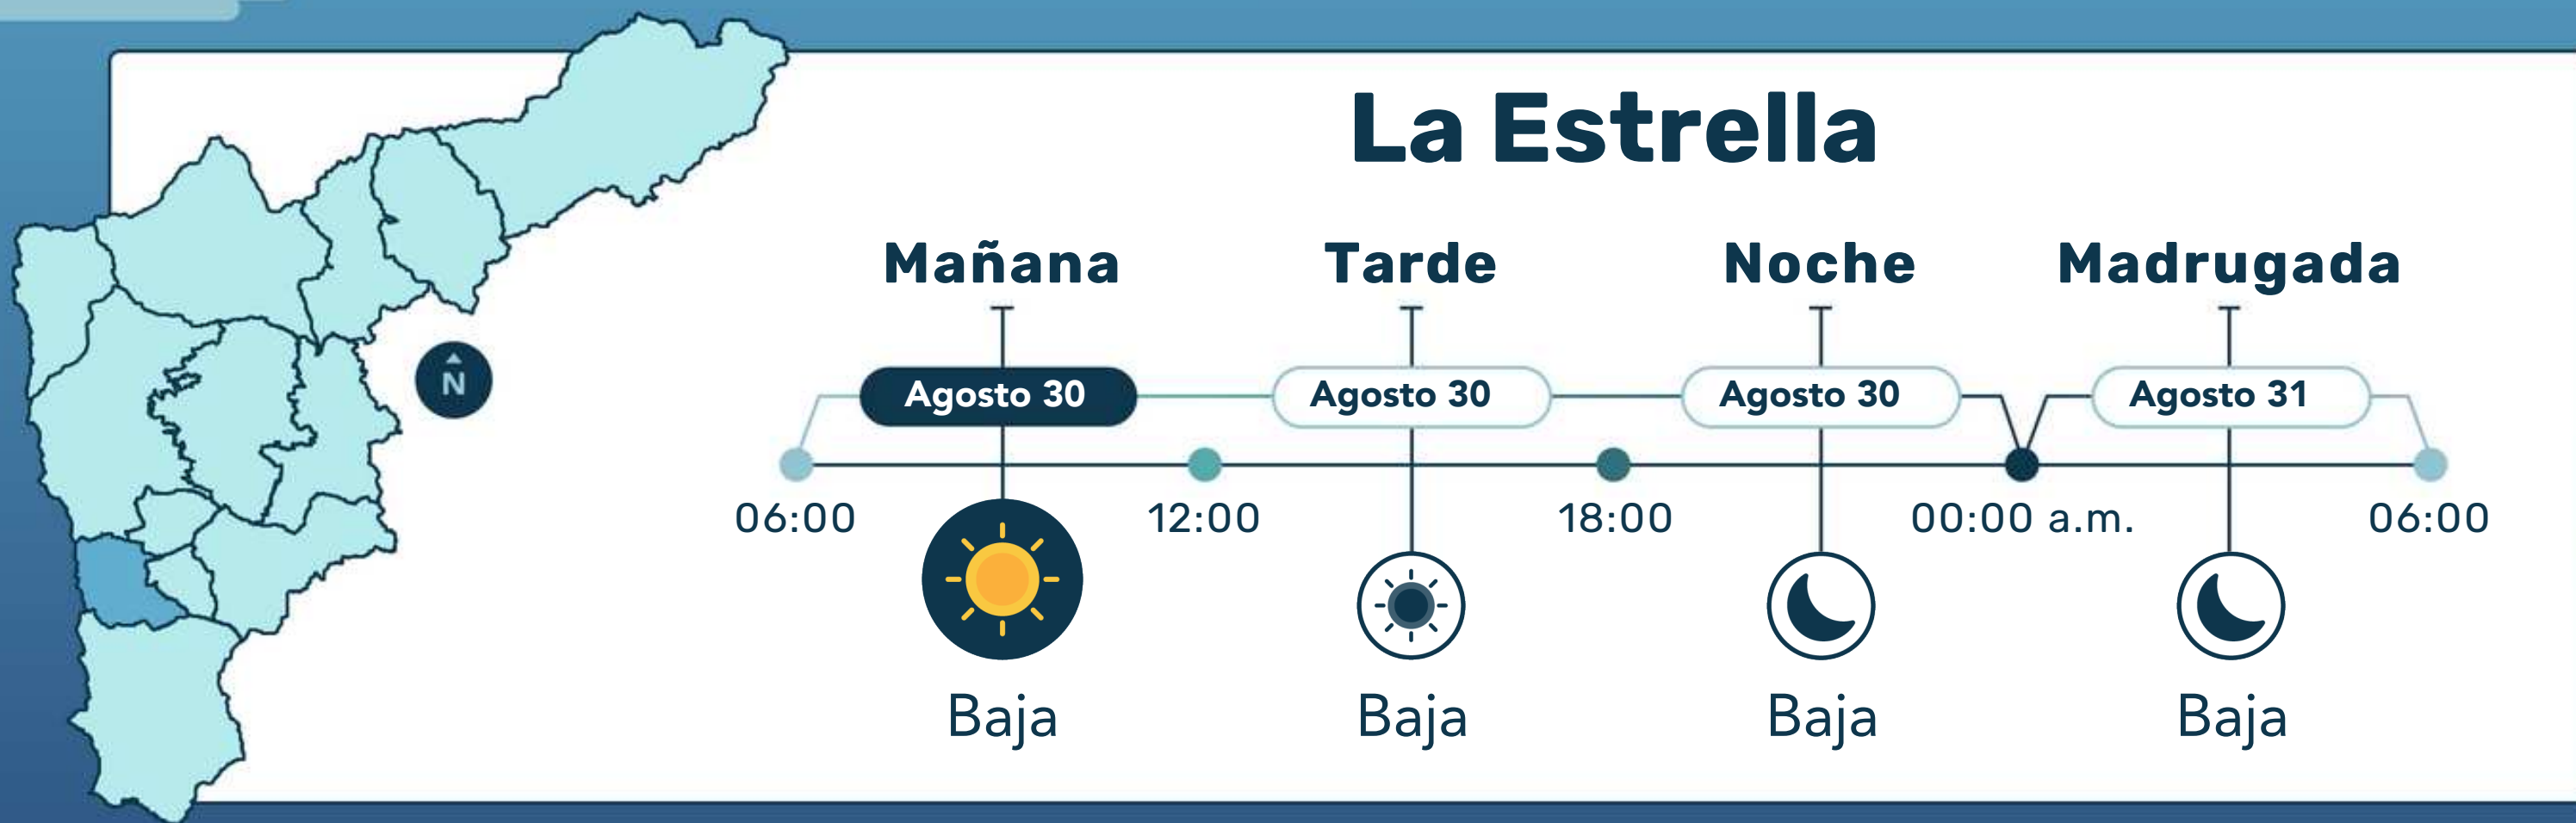 La Estrella
Mañana Tarde Noche Madrugada
N
Agosto 30 Agosto 30 Agosto 30 Agosto 31
06:00 12:00 18:00 00:00 a.m. 06:00
Baja Baja Baja Baja